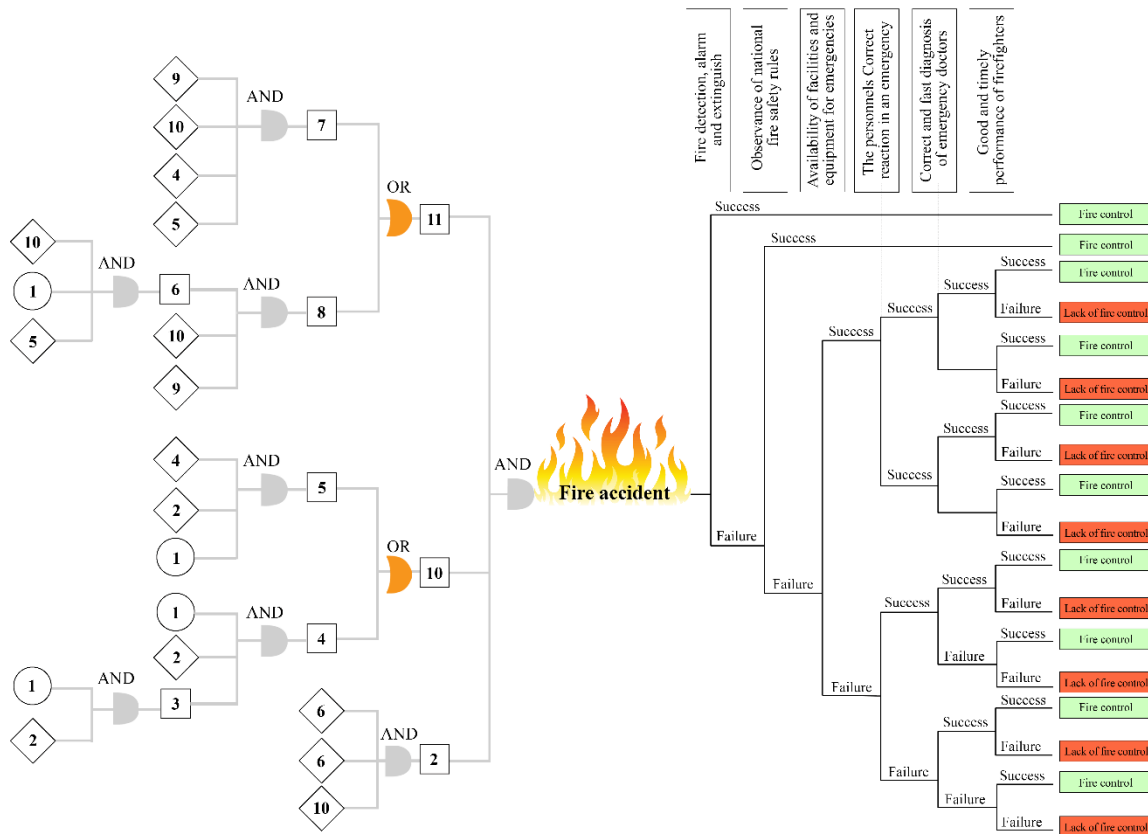 Fire detection, alarm
and extinguish
Observance of national
fire safety rules
Availability of facilities and
equipment for emergencies
The personnels Correct
reaction in an emergency
Correct and fast diagnosis
of emergency doctors
Good and timely
performance of firefighters
9
10
4
5
AND
7
10
1
5
AND
6
10
9
AND
8
OR
11
4
2
1
AND
5
1
2
AND
3
1
2
AND
4
OR
10
6
6
10
AND
2
AND
Fire accident
Success
Fire control
Success
Fire control
Success
Fire control
Success
Success
Failure
Lack of fire control
Success
Success
Fire control
Failure
Lack of fire control
Success
Fire control
Success
Failure
Lack of fire control
Success
Success
Fire control
Failure
Lack of fire control
Failure
Success
Fire control
Success
Failure
Success
Failure
Lack of fire control
Success
Fire control
Failure
Failure
Lack of fire control
Failure
Success
Fire control
Success
Failure
Lack of fire control
Failure
Success
Fire control
Failure
Failure
Lack of fire control